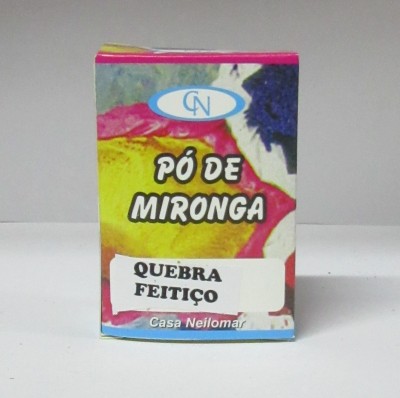 CN
PÓ DE
MIRONGA
QUEBRA
FEITIÇO
Casa Neilomar